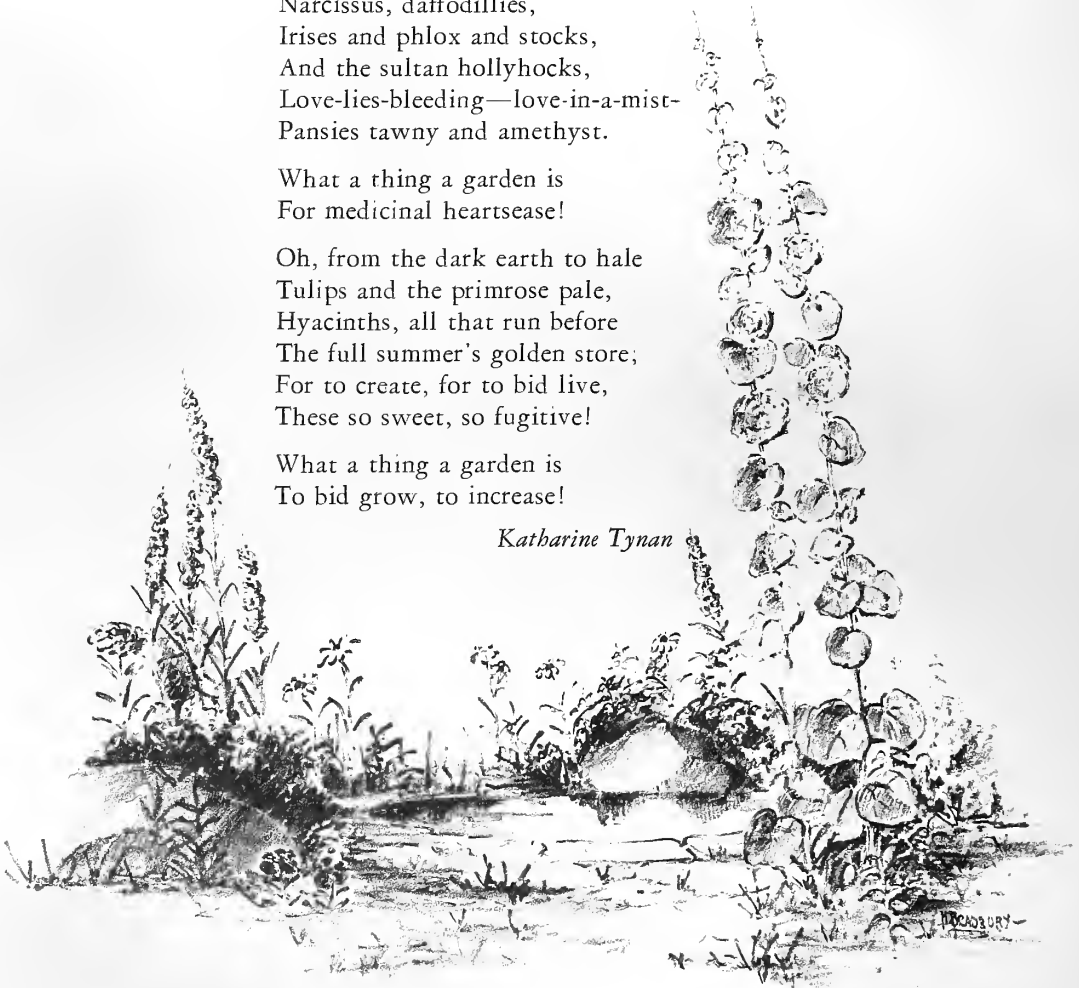 Narcissus, daffodillies,
Irises and phlox and stocks,
And the sultan hollyhocks,
Love-lies-bleeding—love-in-a-mist-
Pansies tawny and amethyst.
What a thing a garden is
For medicinal heartsease!
Oh, from the dark earth to hale
Tulips and the primrose pale,
Hyacinths, all that run before
The full summer's golden store;
For to create, for to bid live,
These so sweet, so fugitive!
What a thing a garden is
To bid grow, to increase!
Katharine Tynan
BRADBURY